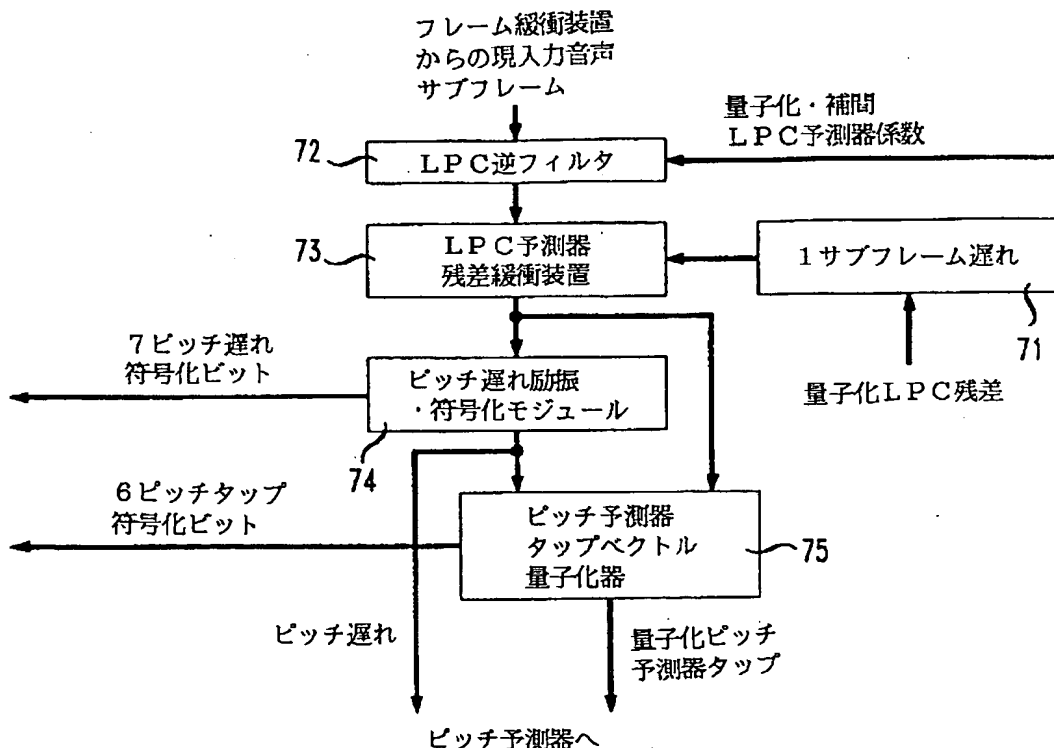 フレーム緩衝装置
からの現入力音声
サブフレーム
量子化・補間
LPC予測器係数
72
LPC逆フィルタ
73
LPC予測器
残差緩衝装置
1サブフレーム遅れ
71
量子化LPC残差
7ピッチ遅れ
符号化ビット
ピッチ遅れ励振
・符号化モジュール
74
6ピッチタップ
符号化ビット
ピッチ予測器
タップベクトル
量子化器
75
ピッチ遅れ
量子化ピッチ
予測器タップ
ピッチ予測器へ